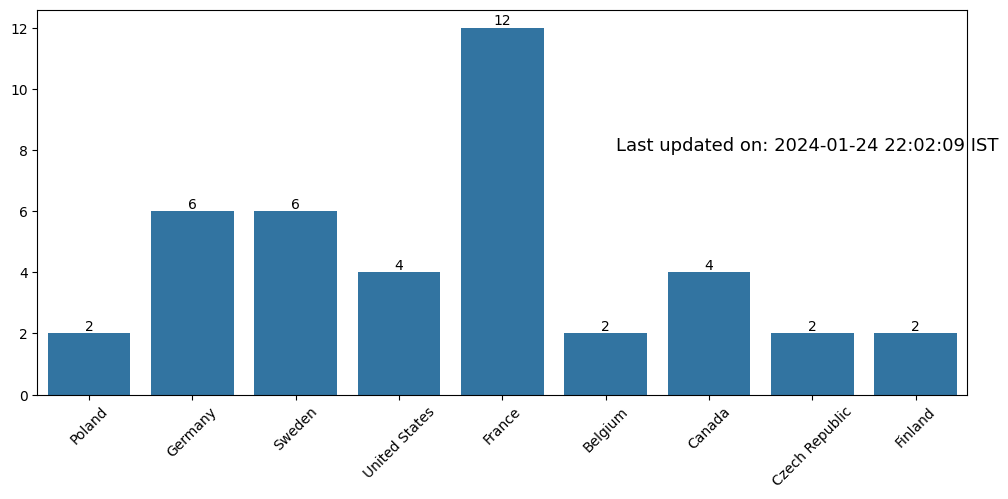 12
10
8
6
4
2
0
2
6
6
4
12
2
4
2
2
Last updated on: 2024-01-24 22:02:09 IST
Poland
Germany
Sweden
United States
France
Belgium
Canada
Czech Republic
Finland